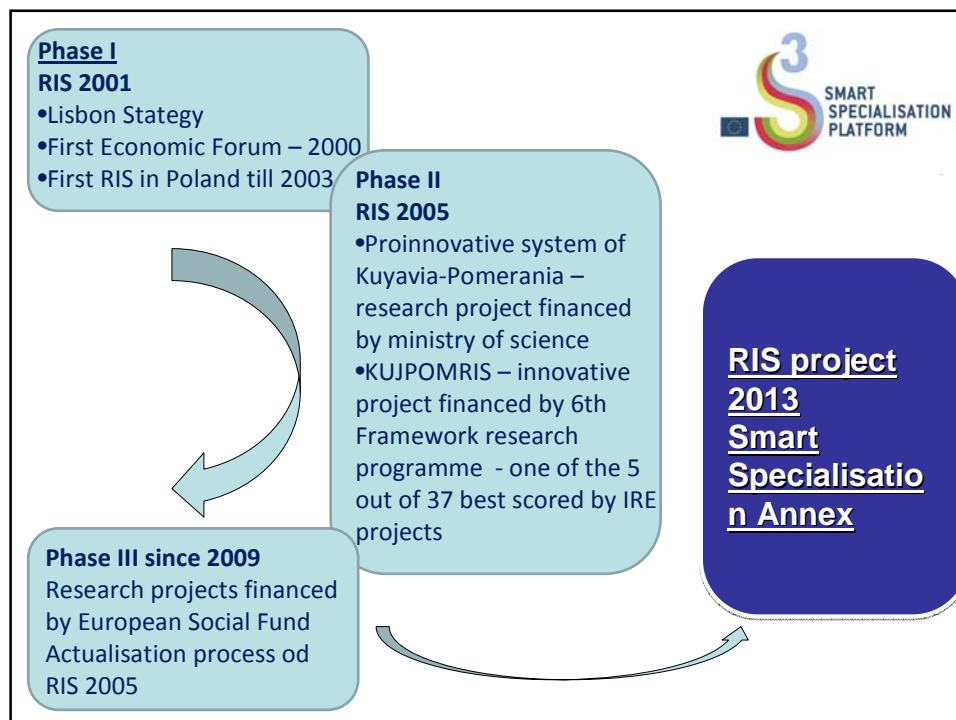 Phase I
RIS 2001
•Lisbon Stategy
•First Economic Forum – 2000
•First RIS in Poland till 2003
S3
SMART
SPECIALISATION
PLATFORM
Phase II
RIS 2005
•Proinnovative system of
Kuyavia-Pomerania –
research project financed
by ministry of science
•KUJPOMRIS – innovative
project financed by 6th
Framework research
programme - one of the 5
out of 37 best scored by IRE
projects
RIS project
2013
Smart
Specialisatio
n Annex
Phase III since 2009
Research projects financed
by European Social Fund
Actualisation process od
RIS 2005